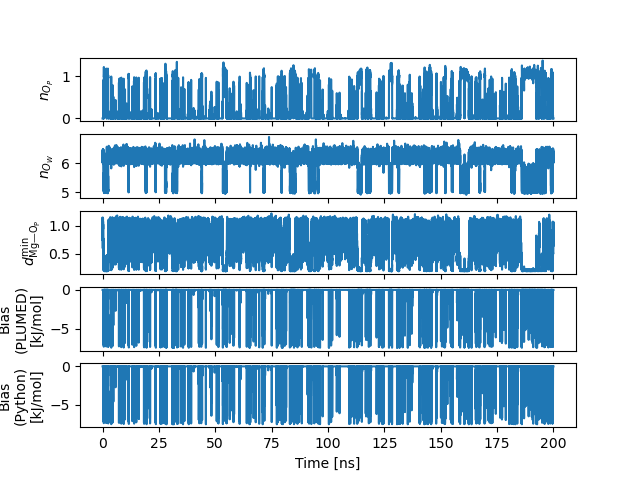 1
0
n_{O_P}
6
5
n_{O_W}
1.0
0.5
d^{min}_{Mg−O_P}
0
−5
Bias
(PLUMED)
[kJ/mol]
0
−5
Bias
(Python)
[kJ/mol]
0 25 50 75 100 125 150 175 200
Time [ns]